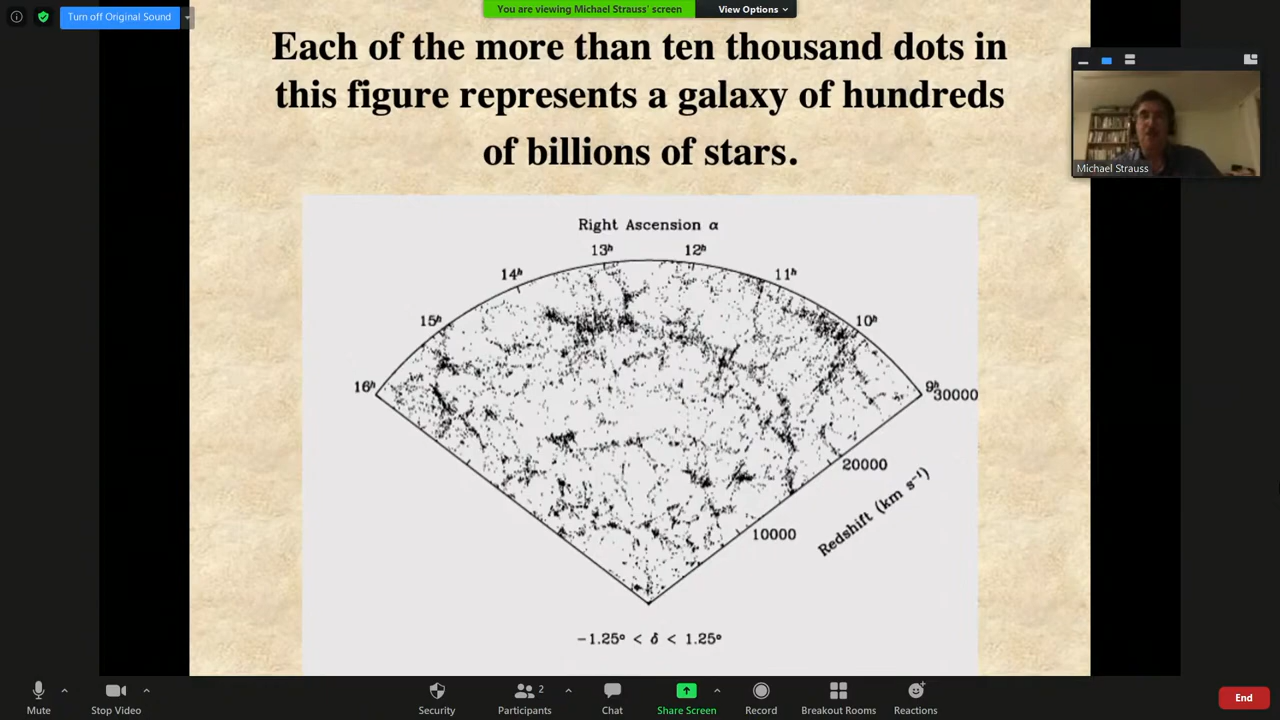 Turn off Original Sound
You are viewing Michael Strauss' screen
View Options
Each of the more than ten thousand dots in
this figure represents a galaxy of hundreds
of billions of stars.
Michael Strauss
Right Ascension α
16ʰ
15ʰ
14ʰ
13ʰ
12ʰ
11ʰ
10ʰ
9ʰ
30000
20000
10000
Redshift (km s⁻¹)
−1.25° < δ < 1.25°
Mute
Stop Video
Security
2
Participants
Chat
Share Screen
Record
Breakout Rooms
Reactions
End